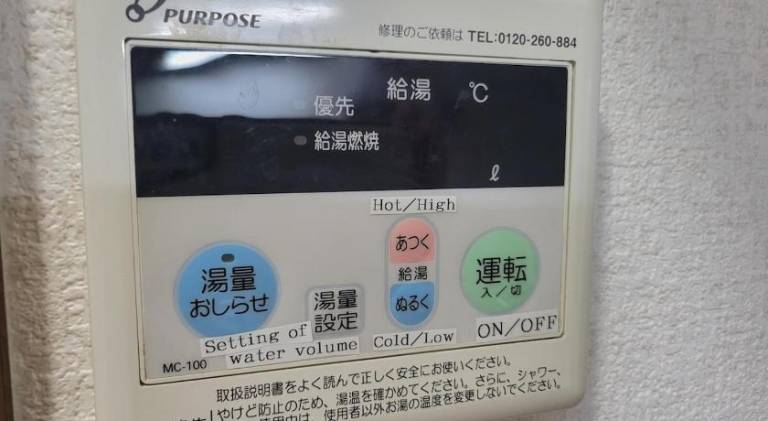 PURPOSE
修理のご依頼は TEL:0120-260-884
給湯 ℃
優先
給湯燃焼
ℓ
Hot/High
あつく
給湯
ぬるく
Cold/Low
運転
入/切
ON/OFF
湯量
おしらせ
湯量
設定
Setting of
water volume
MC-100
取扱説明書をよく読んで正しく安全にお使いください。
やけど防止のため、湯温を確かめてください。さらに、シャワー、
使用中は、使用者以外お湯の温度を変更しないでください。